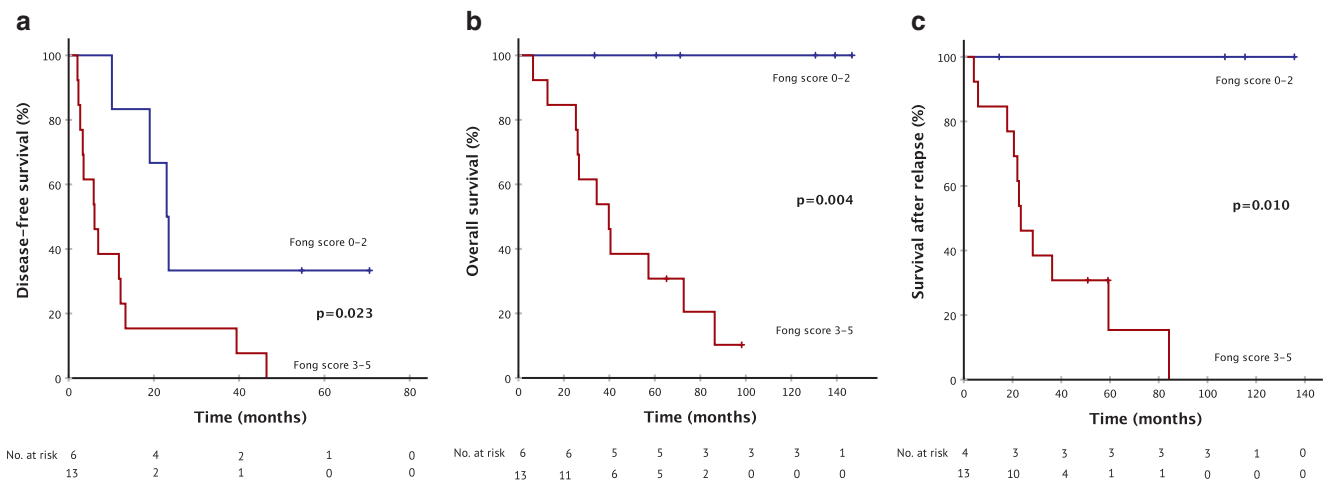 a
Disease-free survival (%)
100
80
60
40
20
0
Fong score 0–2
p=0.023
Fong score 3–5
0 20 40 60 80
Time (months)
No. at risk 6 4 2 1 0
13 2 1 0 0
b
Overall survival (%)
100
80
60
40
20
0
Fong score 0–2
p=0.004
Fong score 3–5
0 20 40 60 80 100 120 140
Time (months)
No. at risk 6 6 5 5 3 3 3 1
13 11 6 5 2 0 0 0
c
Survival after relapse (%)
100
80
60
40
20
0
Fong score 0–2
p=0.010
Fong score 3–5
0 20 40 60 80 100 120 140
Time (months)
No. at risk 4 3 3 3 3 3 1 0
13 10 4 1 1 0 0 0